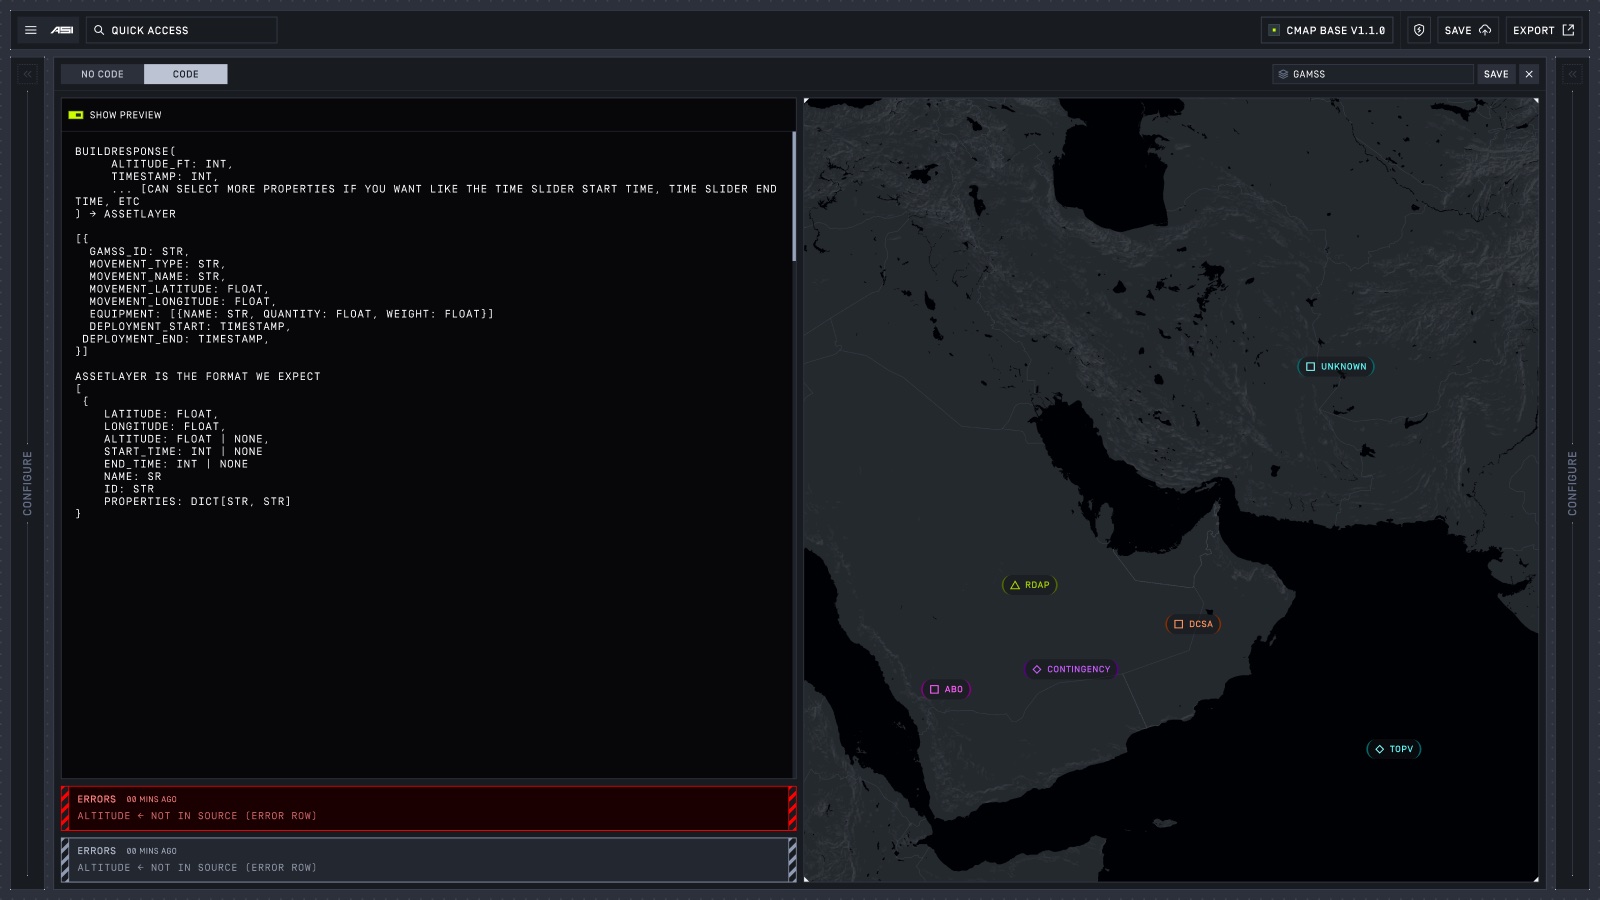 ASI
QUICK ACCESS
CMAP BASE V1.1.0
SAVE
EXPORT
NO CODE
CODE
GAMSS
SAVE
SHOW PREVIEW
BUILDRESPONSE(
ALTITUDE_FT: INT,
TIMESTAMP: INT,
... [CAN SELECT MORE PROPERTIES IF YOU WANT LIKE THE TIME SLIDER START TIME, TIME SLIDER END
TIME, ETC
) → ASSETLAYER
[{
GAMSS_ID: STR,
MOVEMENT_TYPE: STR,
MOVEMENT_NAME: STR,
MOVEMENT_LATITUDE: FLOAT,
MOVEMENT_LONGITUDE: FLOAT,
EQUIPMENT: [{NAME: STR, QUANTITY: FLOAT, WEIGHT: FLOAT}]
DEPLOYMENT_START: TIMESTAMP,
DEPLOYMENT_END: TIMESTAMP,
}]
ASSETLAYER IS THE FORMAT WE EXPECT
[
{
LATITUDE: FLOAT,
LONGITUDE: FLOAT,
ALTITUDE: FLOAT | NONE,
START_TIME: INT | NONE
END_TIME: INT | NONE
NAME: SR
ID: STR
PROPERTIES: DICT[STR, STR]
}
ERRORS 00 MINS AGO
ALTITUDE ← NOT IN SOURCE (ERROR ROW)
ERRORS 00 MINS AGO
ALTITUDE ← NOT IN SOURCE (ERROR ROW)
CONFIGURE
UNKNOWN
RDAP
DCSA
CONTINGENCY
ABO
TOPV
CONFIGURE